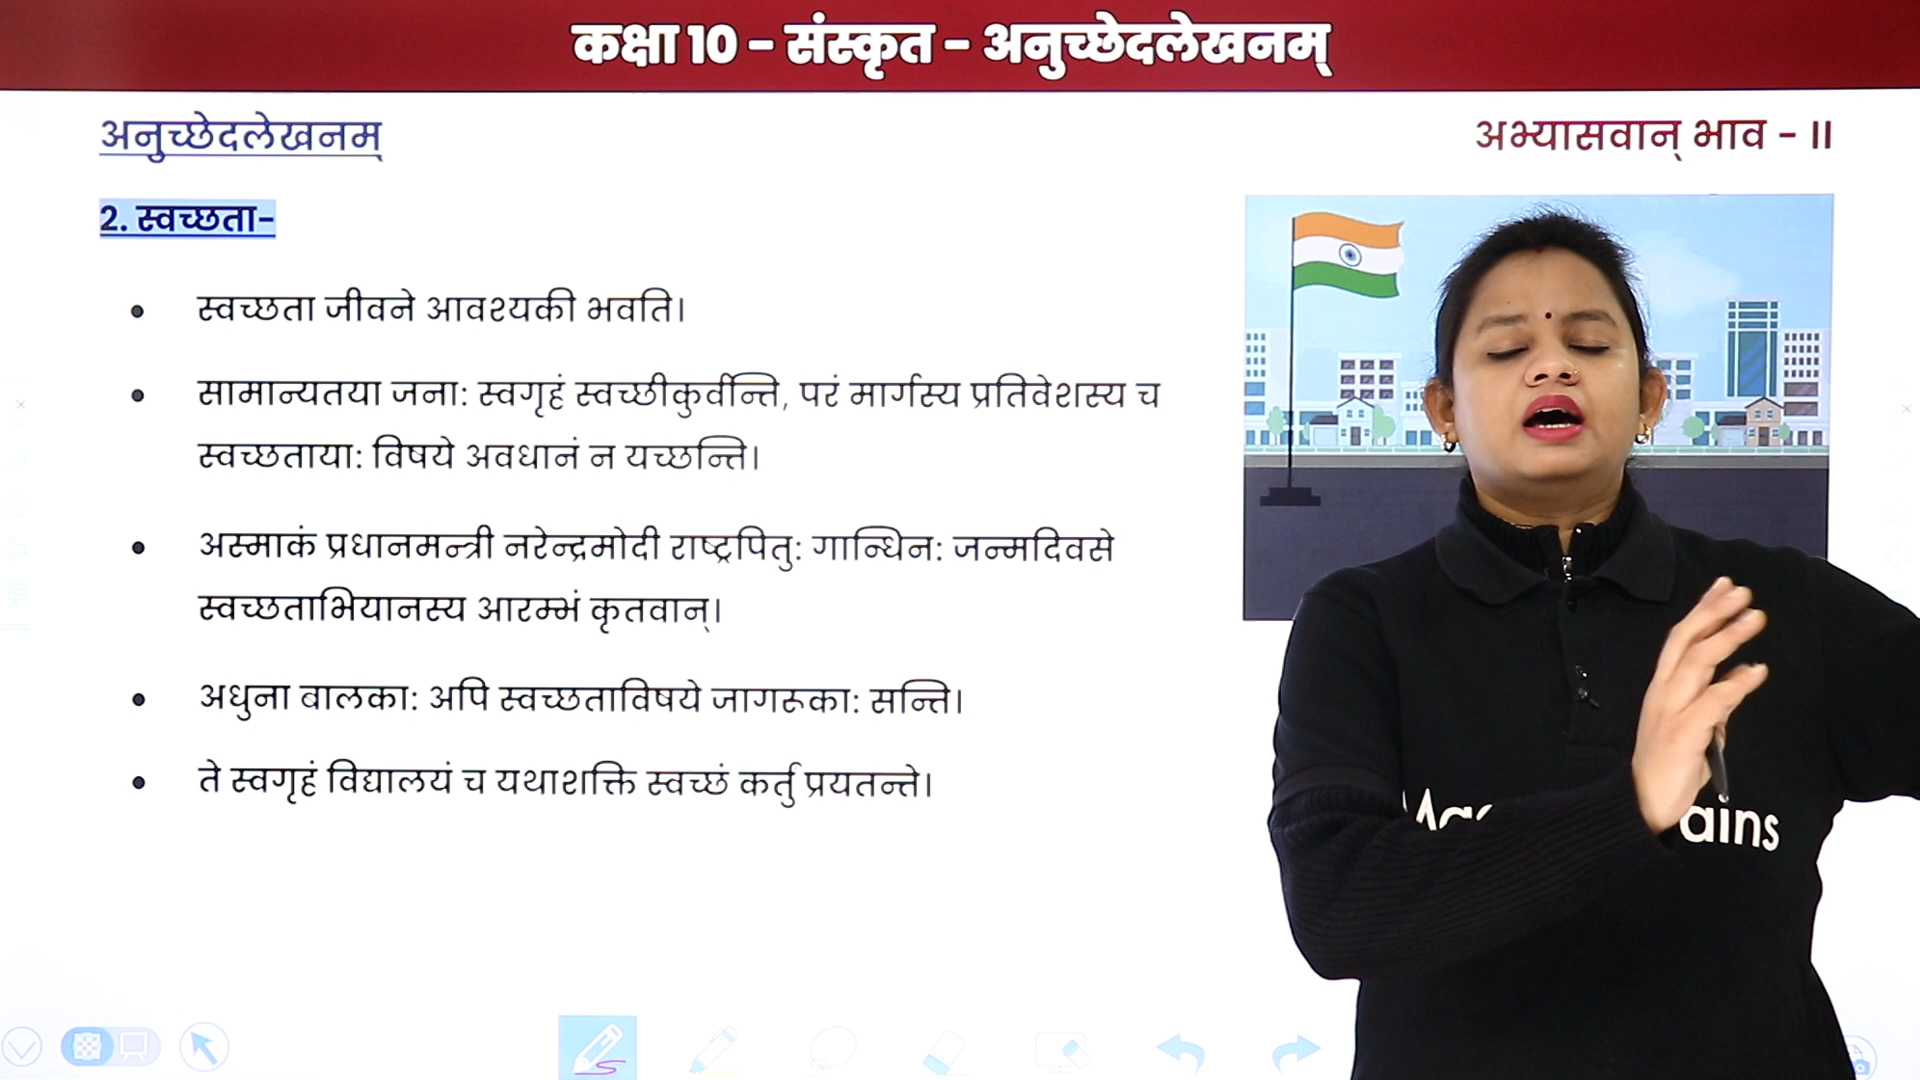 कक्षा 10 - संस्कृत - अनुच्छेदलेखनम्
अनुच्छेदलेखनम्
अभ्यासवान् भाव - II
2. स्वच्छता-
• स्वच्छता जीवने आवश्यकी भवति।
• सामान्यतया जनाः स्वगृहं स्वच्छीकुर्वन्ति, परं मार्गस्य प्रतिवेशस्य च
स्वच्छतायाः विषये अवधानं न यच्छन्ति।
• अस्माकं प्रधानमन्त्री नरेन्द्रमोदी राष्ट्रपितुः गान्धिनः जन्मदिवसे
स्वच्छताभियानस्य आरम्भं कृतवान्।
• अधुना बालकाः अपि स्वच्छताविषये जागरूकाः सन्ति।
• ते स्वगृहं विद्यालयं च यथाशक्ति स्वच्छं कर्तु प्रयतन्ते।